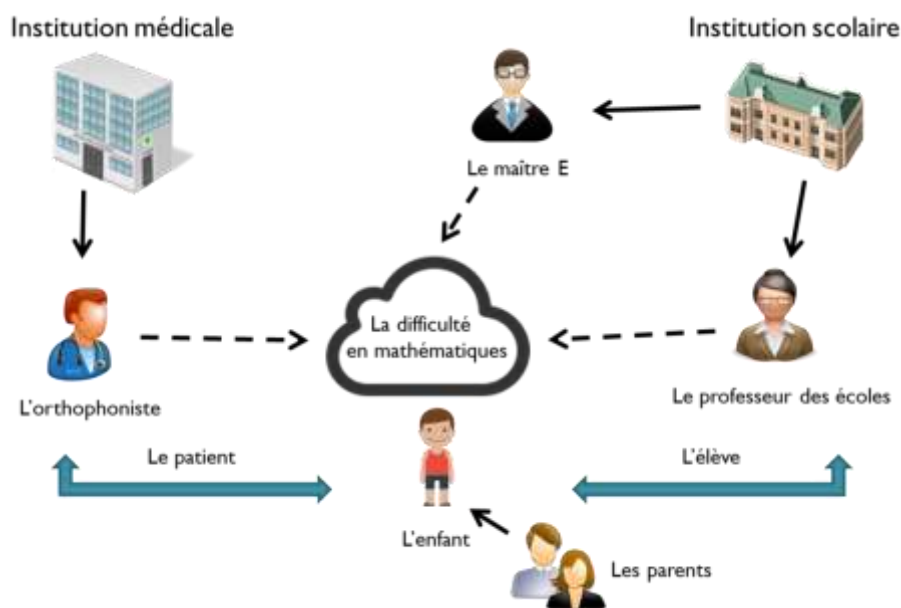 Institution médicale
Institution scolaire
Le maître E
La difficulté
en mathématiques
L'orthophoniste
Le professeur des écoles
Le patient
L'élève
L'enfant
Les parents